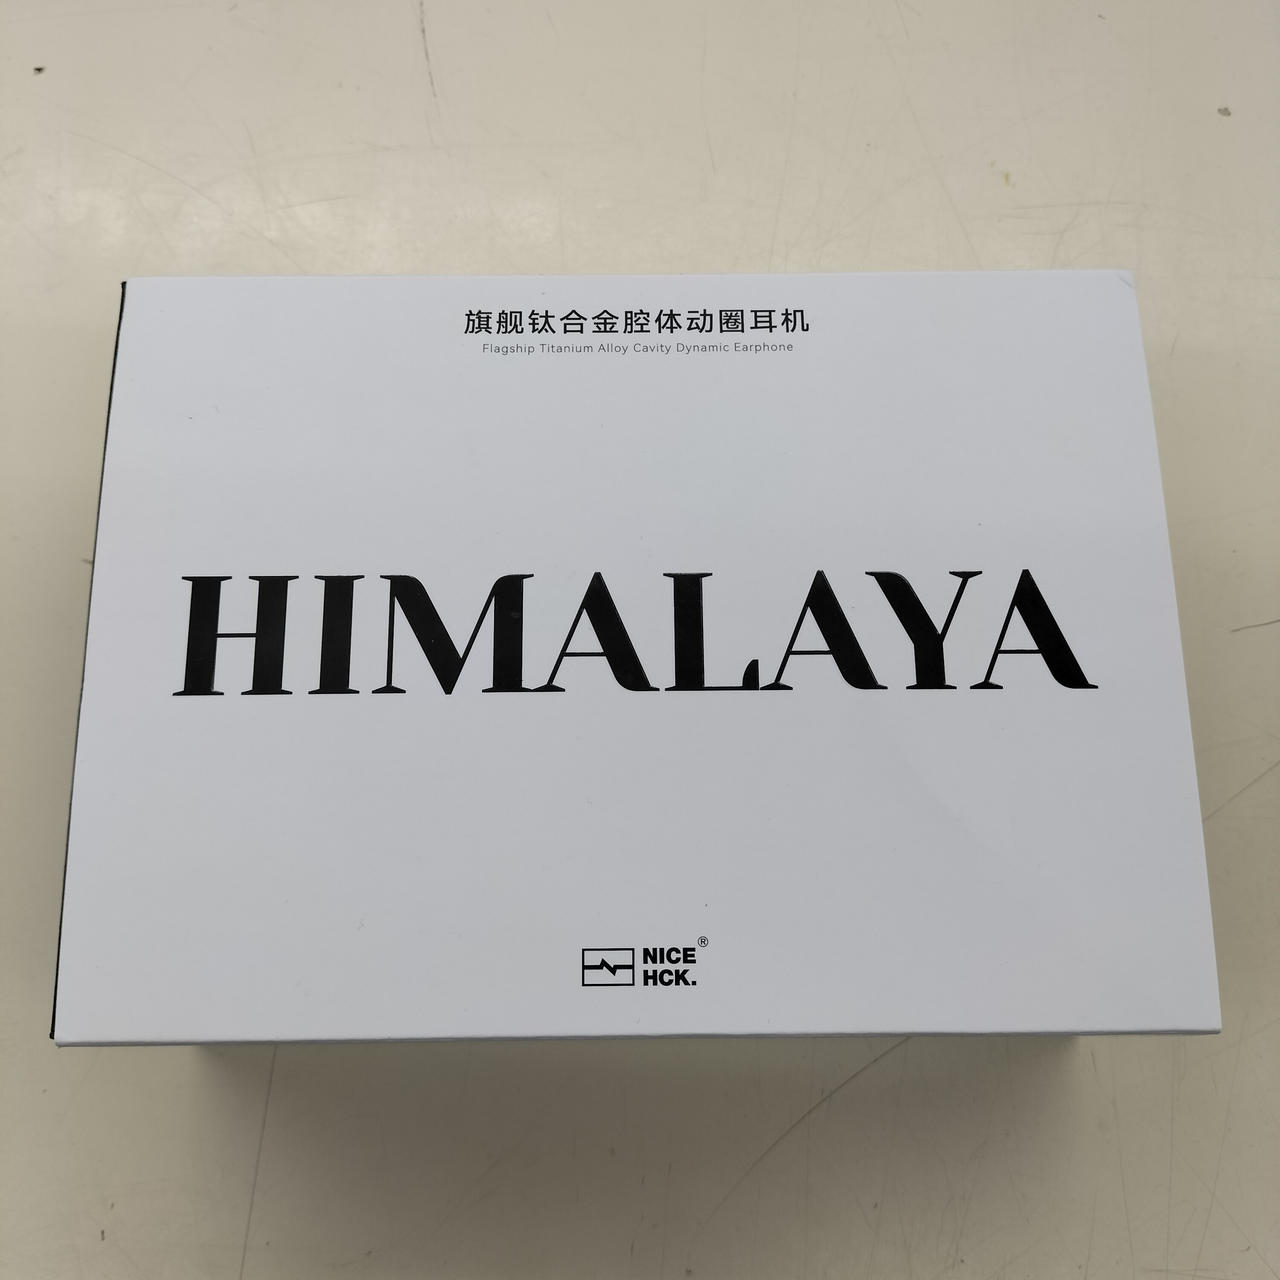 旗舰钛合金腔体动圈耳机
Flagship Titanium Alloy Cavity Dynamic Earphone
HIMALAYA
NICE®
HCK.